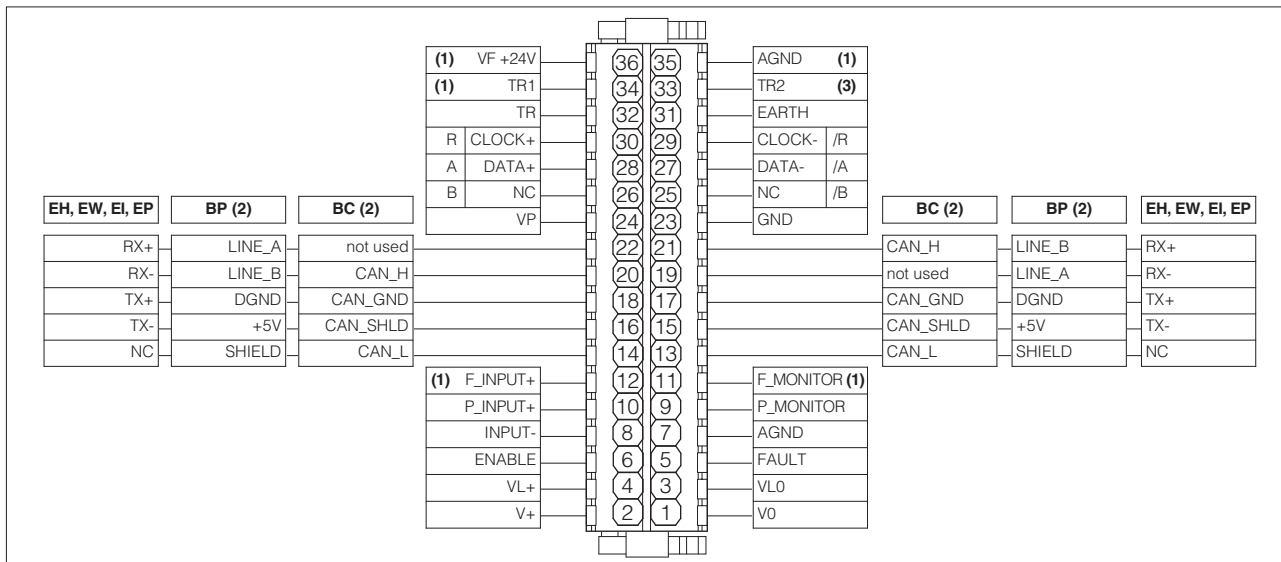 (1) VF +24V 36 35 AGND (1)
(1) TR1 34 33 TR2 (3)
TR 32 31 EARTH
R CLOCK+ 30 29 CLOCK- /R
A DATA+ 28 27 DATA- /A
B NC 26 25 NC /B
EH, EW, EI, EP BP (2) BC (2) VP 24 23 GND BC (2) BP (2) EH, EW, EI, EP
RX+ LINE_A not used 22 21 CAN_H LINE_B RX+
RX- LINE_B CAN_H 20 19 not used LINE_A RX-
TX+ DGND CAN_GND 18 17 CAN_GND DGND TX+
TX- +5V CAN_SHLD 16 15 CAN_SHLD +5V TX-
NC SHIELD CAN_L 14 13 CAN_L SHIELD NC
(1) F_INPUT+ 12 11 F_MONITOR (1)
P_INPUT+ 10 9 P_MONITOR
INPUT- 8 7 AGND
ENABLE 6 5 FAULT
VL+ 4 3 VL0
V+ 2 1 V0